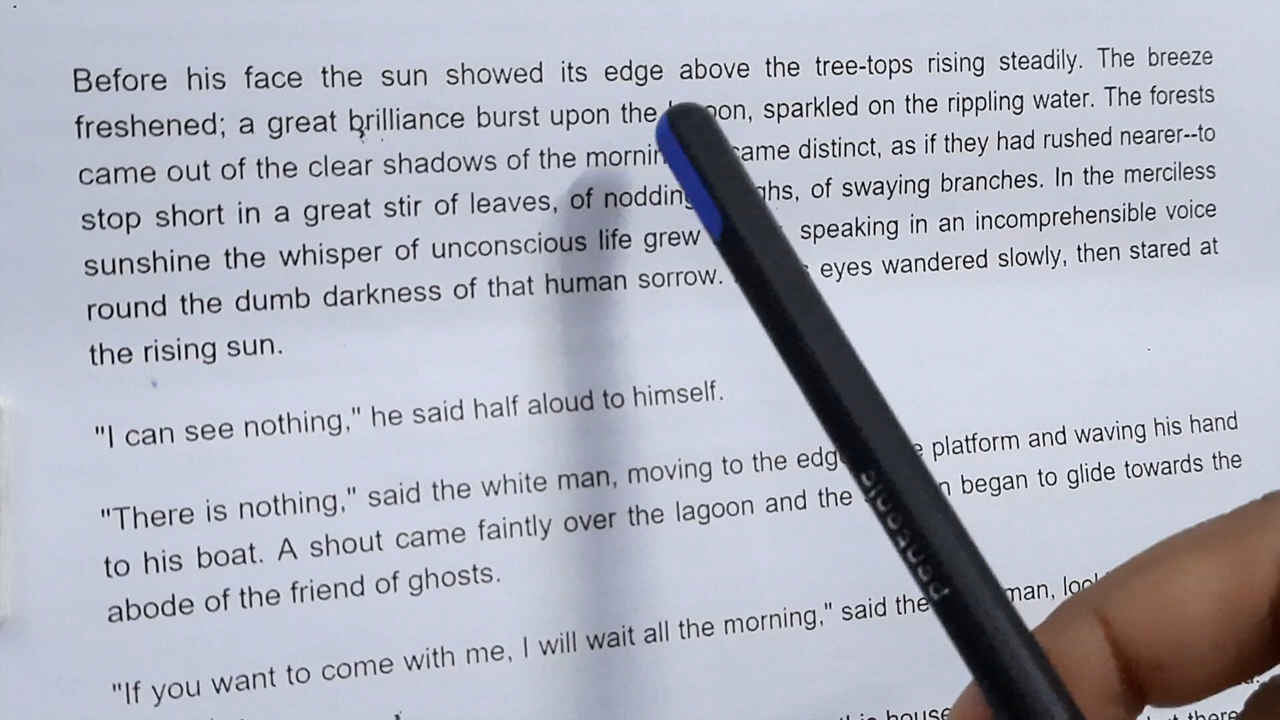 Before his face the sun showed its edge above the tree-tops rising steadily. The breeze
freshened; a great brilliance burst upon the sparkled on the rippling water. The forests
came out of the clear shadows of the distinct, as if they had rushed nearer--to
stop short in a great stir of leaves, of of swaying branches. In the merciless
sunshine the whisper of unconscious life grew speaking in an incomprehensible voice
round the dumb darkness of that human sorrow. eyes wandered slowly, then stared at
the rising sun.
"I can see nothing," he said half aloud to himself.
"There is nothing," said the white man, moving to the platform and waving his hand
to his boat. A shout came faintly over the lagoon and the began to glide towards the
abode of the friend of ghosts.
"If you want to come with me, I will wait all the morning," said the man,
house
there
pentonic